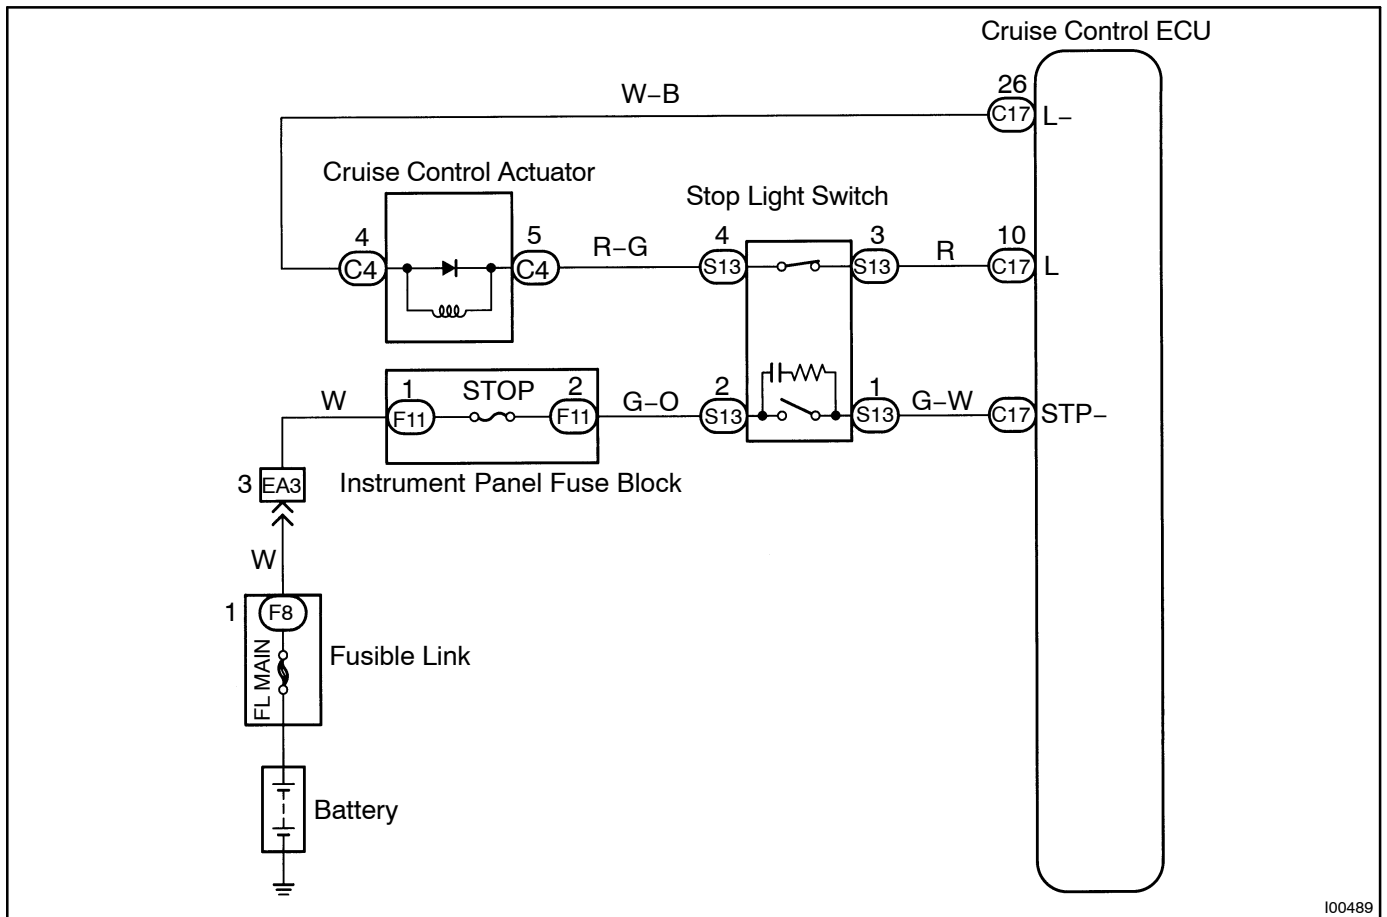 Cruise Control ECU
26
W−B
C17 L−
Cruise Control Actuator
Stop Light Switch
4 5 4 3 10
R−G R
C4 C4 S13 S13 C17 L
1 STOP 2 2 1
W G−O G−W
F11 F11 S13 S13 C17 STP−
3 EA3 Instrument Panel Fuse Block
W
1 F8
FL MAIN
Fusible Link
Battery
I00489